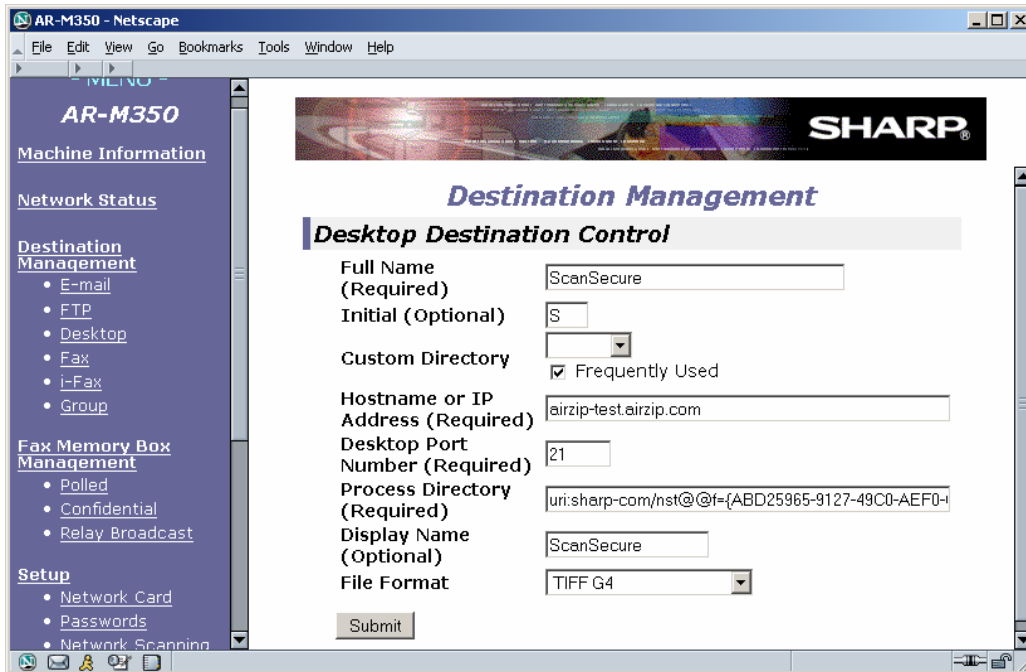 AR-M350 - Netscape
File Edit View Go Bookmarks Tools Window Help
- MENU -
AR-M350
Machine Information
Network Status
Destination
Management
E-mail
FTP
Desktop
Fax
i-Fax
Group
Fax Memory Box
Management
Polled
Confidential
Relay Broadcast
Setup
Network Card
Passwords
Network Scanning
SHARP®
Destination Management
Desktop Destination Control
Full Name
(Required)
ScanSecure
Initial (Optional)
S
Custom Directory
Frequently Used
Hostname or IP
Address (Required)
airzip-test.airzip.com
Desktop Port
Number (Required)
21
Process Directory
(Required)
uri:sharp-com/nst@@f={ABD25965-9127-49C0-AEF0-
Display Name
(Optional)
ScanSecure
File Format
TIFF G4
Submit